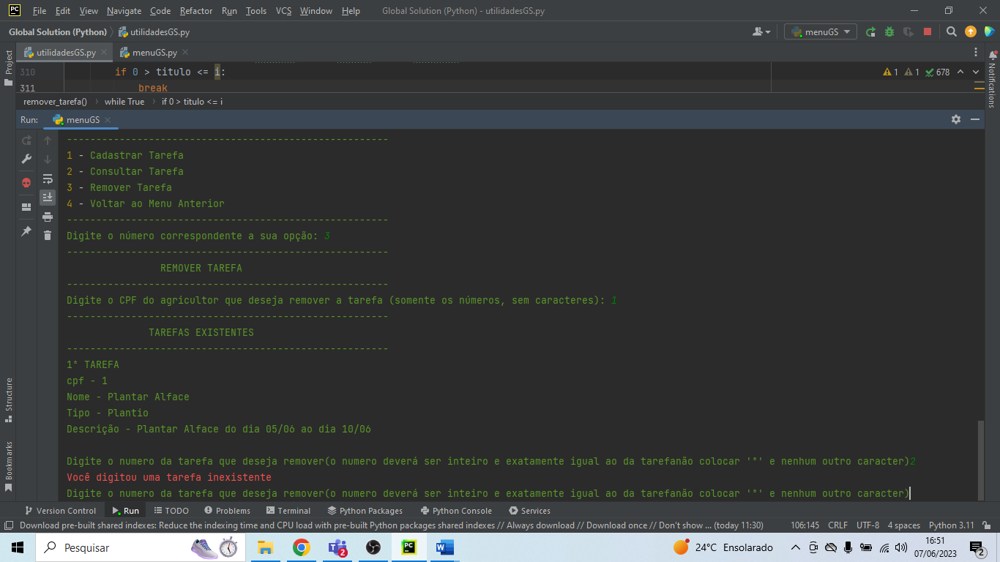 PC File Edit View Navigate Code Refactor Run Tools VCS Window Help Global Solution (Python) - utilidadesGS.py
Global Solution (Python) utilidadesGS.py menuGS
Project utilidadesGS.py menuGS.py
Notifications
310 if 0 > titulo <= i: 1 1 678
311 break
remover_tarefa() while True if 0 > titulo <= i
Run: menuGS
-------------------------------------------------------
1 - Cadastrar Tarefa
2 - Consultar Tarefa
3 - Remover Tarefa
4 - Voltar ao Menu Anterior
-------------------------------------------------------
Digite o número correspondente a sua opção: 3
-------------------------------------------------------
REMOVER TAREFA
-------------------------------------------------------
Digite o CPF do agricultor que deseja remover a tarefa (somente os números, sem caracteres): 1
-------------------------------------------------------
TAREFAS EXISTENTES
-------------------------------------------------------
1ª TAREFA
cpf - 1
Nome - Plantar Alface
Tipo - Plantio
Descrição - Plantar Alface do dia 05/06 ao dia 10/06
Digite o numero da tarefa que deseja remover(o numero deverá ser inteiro e exatamente igual ao da tarefanão colocar 'ª' e nenhum outro caracter)2
Você digitou uma tarefa inexistente
Digite o numero da tarefa que deseja remover(o numero deverá ser inteiro e exatamente igual ao da tarefanão colocar 'ª' e nenhum outro caracter)
Structure
Bookmarks
Version Control Run TODO Problems Terminal Python Packages Python Console Services
Download pre-built shared indexes: Reduce the indexing time and CPU load with pre-built Python packages shared indexes // Always download // Download once // Don't show ... (today 11:30) 106:145 CRLF UTF-8 4 spaces Python 3.11
Pesquisar 2 PC W 24°C Ensolarado 16:51
07/06/2023 2